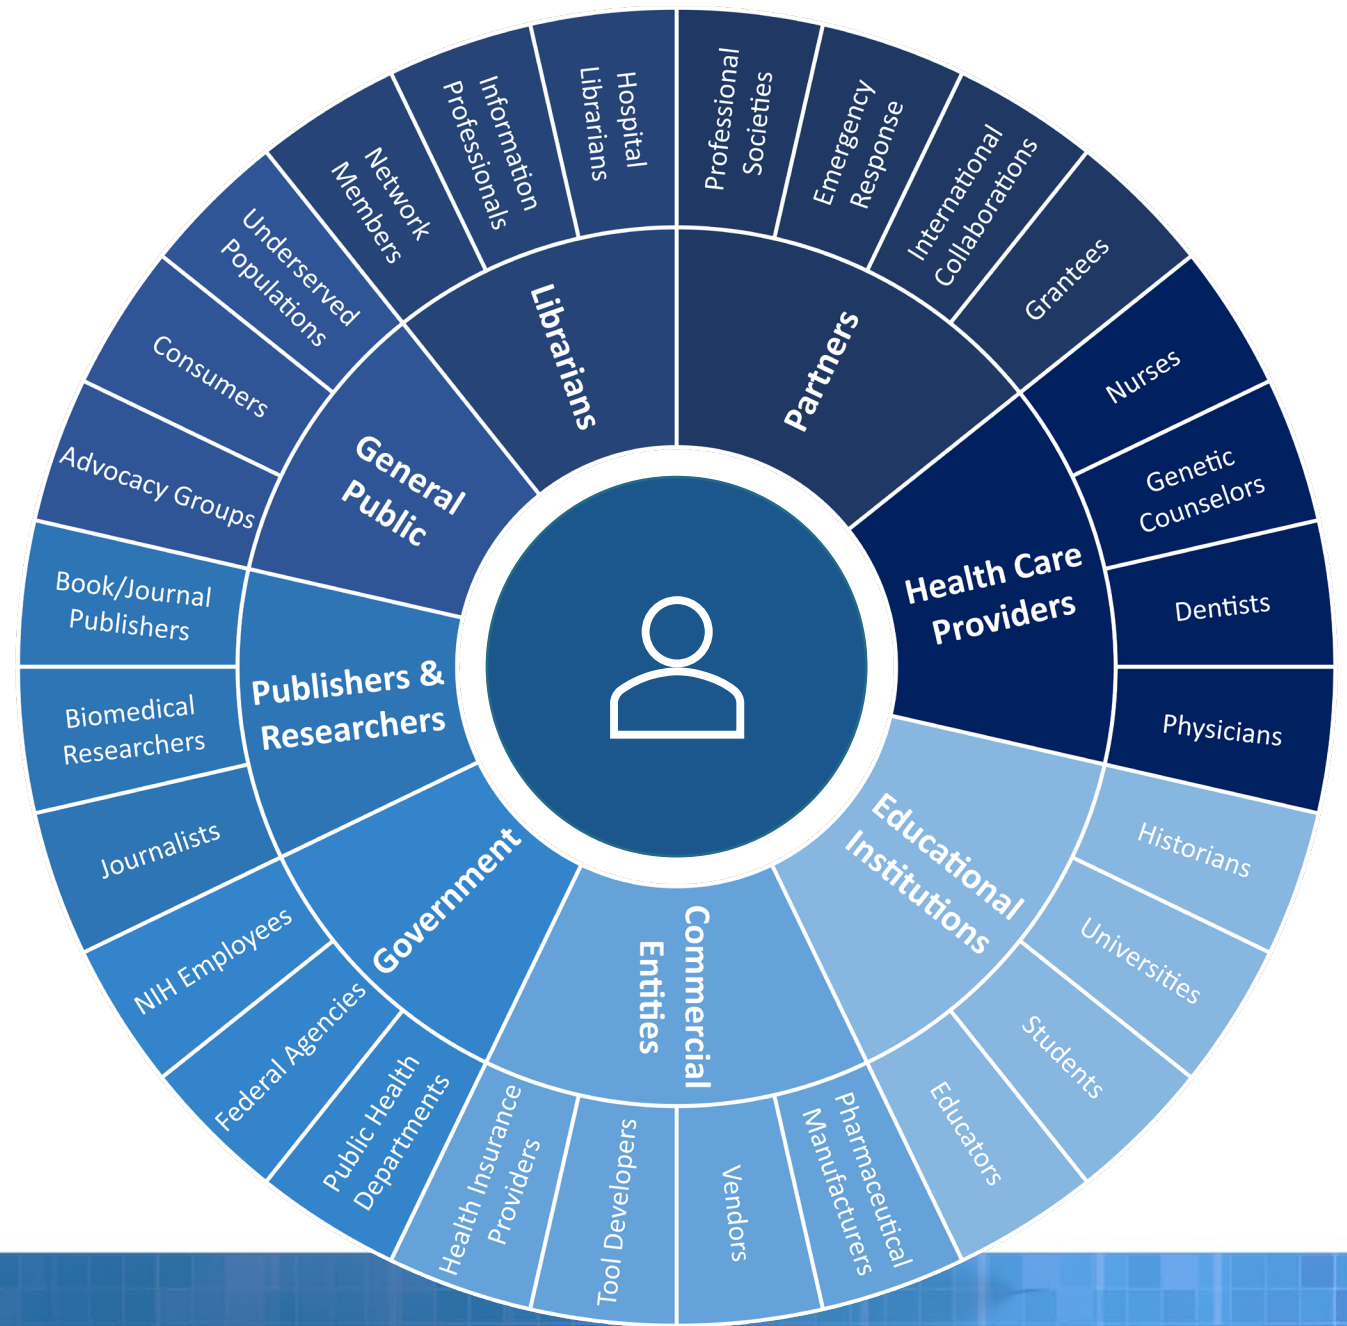 Partners
Professional
Societies
Emergency
Response
International
Collaborations
Grantees
Health Care
Providers
Nurses
Genetic
Counselors
Dentists
Physicians
Educational
Institutions
Historians
Universities
Students
Educators
Commercial
Entities
Pharmaceutical
Manufacturers
Vendors
Tool Developers
Health Insurance
Providers
Government
Public Health
Departments
Federal Agencies
NIH Employees
Publishers &
Researchers
Journalists
Biomedical
Researchers
Book/Journal
Publishers
General
Public
Advocacy Groups
Consumers
Underserved
Populations
Librarians
Network
Members
Information
Professionals
Hospital
Librarians